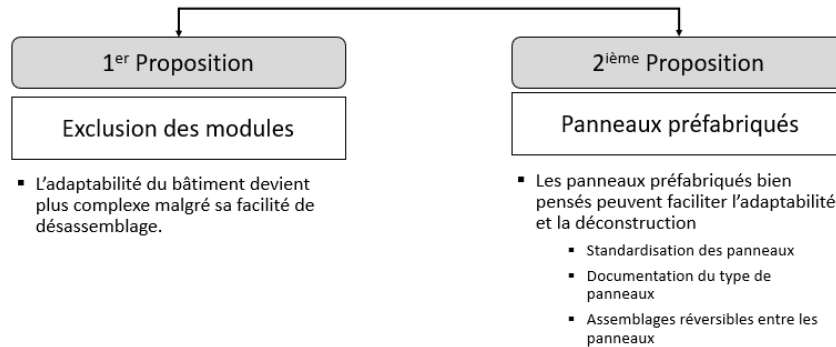 1er Proposition
Exclusion des modules
▪ L’adaptabilité du bâtiment devient
plus complexe malgré sa facilité de
désassemblage.
2ième Proposition
Panneaux préfabriqués
▪ Les panneaux préfabriqués bien
pensés peuvent faciliter l’adaptabilité
et la déconstruction
▪ Standardisation des panneaux
▪ Documentation du type de
panneaux
▪ Assemblages réversibles entre les
panneaux